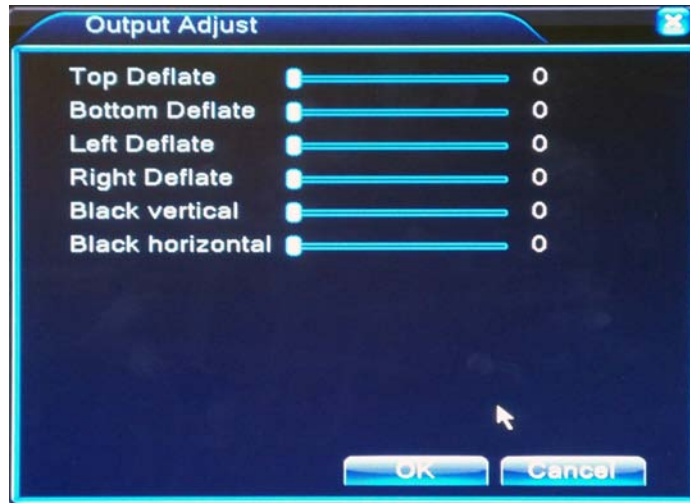 Output Adjust
Top Deflate 0
Bottom Deflate 0
Left Deflate 0
Right Deflate 0
Black vertical 0
Black horizontal 0
OK Cancel